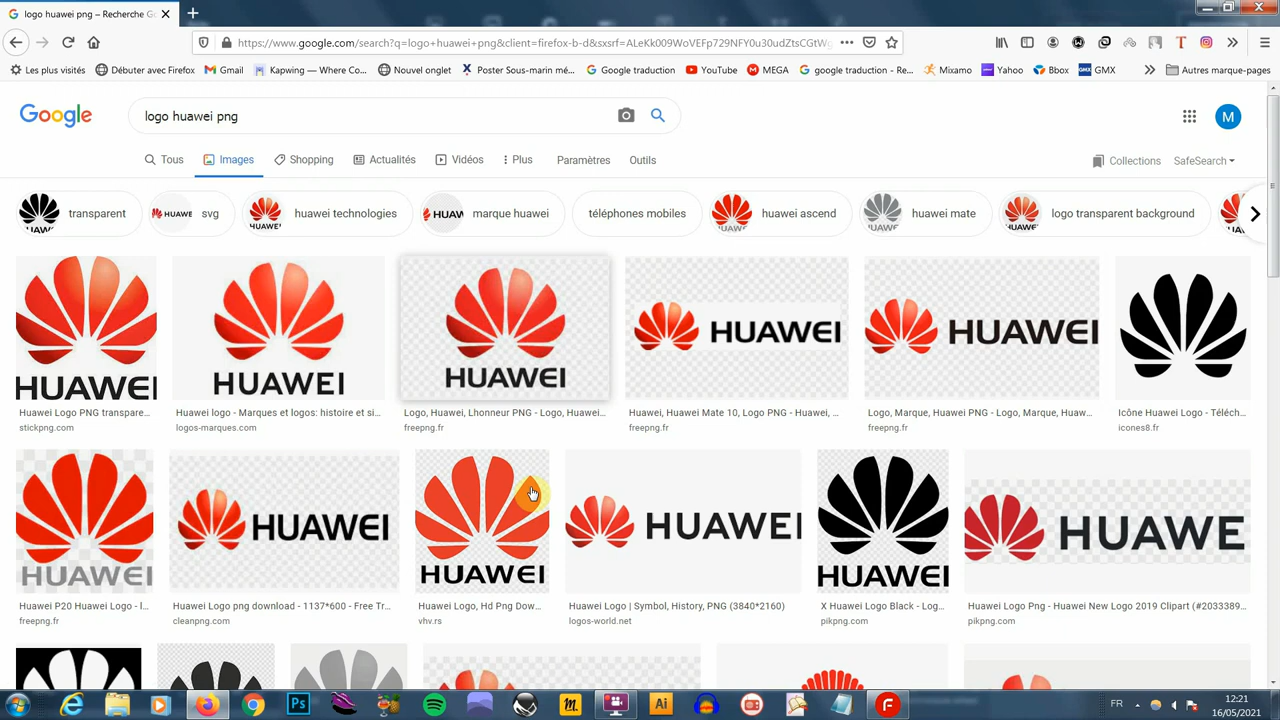 logo huawei png — Recherche Go
https://www.google.com/search?q=logo+huawei+png&client=firefox-b-d&sxsrf=ALeKk009WoVEFp729NFY0u30udZtsCGtWg
Les plus visités
Débuter avec Firefox
Gmail
Kapwing — Where Co...
Nouvel onglet
Poster Sous-marin-mé...
Google traduction
YouTube
MEGA
google traduction - Re...
Mixamo
Yahoo
Bbox
GMX
Autres marque-pages
Google
logo huawei png
M
Tous
Images
Shopping
Actualités
Vidéos
Plus
Paramètres
Outils
Collections
SafeSearch
transparent
svg
huawei technologies
marque huawei
téléphones mobiles
huawei ascend
huawei mate
logo transparent background
HUAWEI
HUAWEI
HUAWEI
HUAWEI
HUAWEI
Huawei Logo PNG transpare...
Huawei logo - Marques et logos: histoire et si...
Logo, Huawei, Lhonneur PNG - Logo, Huawei...
Huawei, Huawei Mate 10, Logo PNG - Huawei, ...
Logo, Marque, Huawei PNG - Logo, Marque, Huaw...
Icône Huawei Logo - Téléch...
stickpng.com
logos-marques.com
freepng.fr
freepng.fr
freepng.fr
icones8.fr
HUAWEI
HUAWEI
HUAWEI
HUAWEI
HUAWEI
HUAWE
Huawei P20 Huawei Logo - l...
Huawei Logo png download - 1137*600 - Free Tr...
Huawei Logo, Hd Png Dow...
Huawei Logo | Symbol, History, PNG (3840*2160)
X Huawei Logo Black - Log...
Huawei Logo Png - Huawei New Logo 2019 Clipart (#2033389...
freepng.fr
cleanpng.com
vhv.rs
logos-world.net
pikpng.com
pikpng.com
Ps
Ai
FR
12:21
16/05/2021